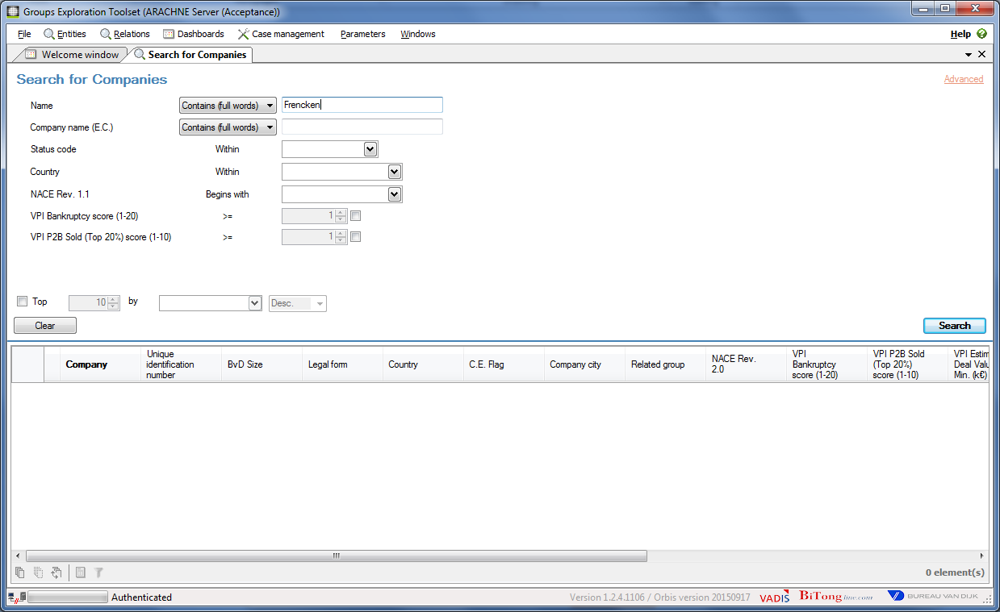 Groups Exploration Toolset (ARACHNE Server (Acceptance))
File Entities Relations Dashboards Case management Parameters Windows Help
Welcome window Search for Companies
Search for Companies Advanced
Name Contains (full words) Frencken
Company name (E.C.) Contains (full words)
Status code Within
Country Within
NACE Rev. 1.1 Begins with
VPI Bankruptcy score (1-20) >= 1
VPI P2B Sold (Top 20%) score (1-10) >= 1
Top 10 by Desc.
Clear Search
Company
Unique
identification
number
BvD Size
Legal form
Country
C.E. Flag
Company city
Related group
NACE Rev.
2.0
VPI
Bankruptcy
score (1-20)
VPI P2B Sold
(Top 20%)
score (1-10)
VPI Estim
Deal Valu
Min. (k€)
0 element(s)
Authenticated Version 1.2.4.1106 / Orbis version 20150917 VADIS BiTong line.com BUREAU VAN DIJK